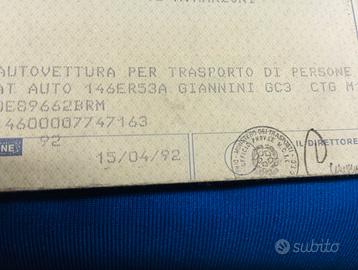 AUTOVETTURA PER TRASPORTO DI PERSONE
AT AUTO 146ER53A GIANNINI GC3 CTG M1
DE89662BRM
4600007747163
92
15/04/92
IL DIRETTORE
subito